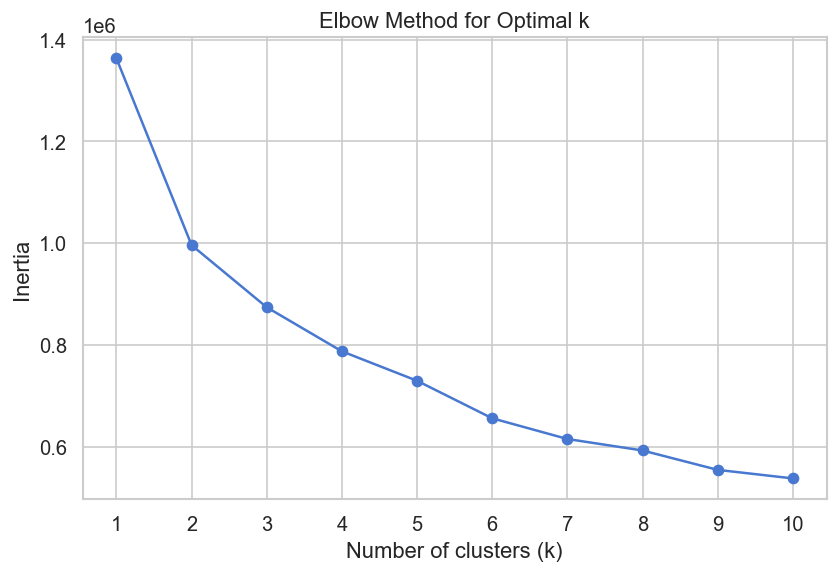 Elbow Method for Optimal k
1e6
1.4
1.2
1.0
0.8
0.6
Inertia
1 2 3 4 5 6 7 8 9 10
Number of clusters (k)